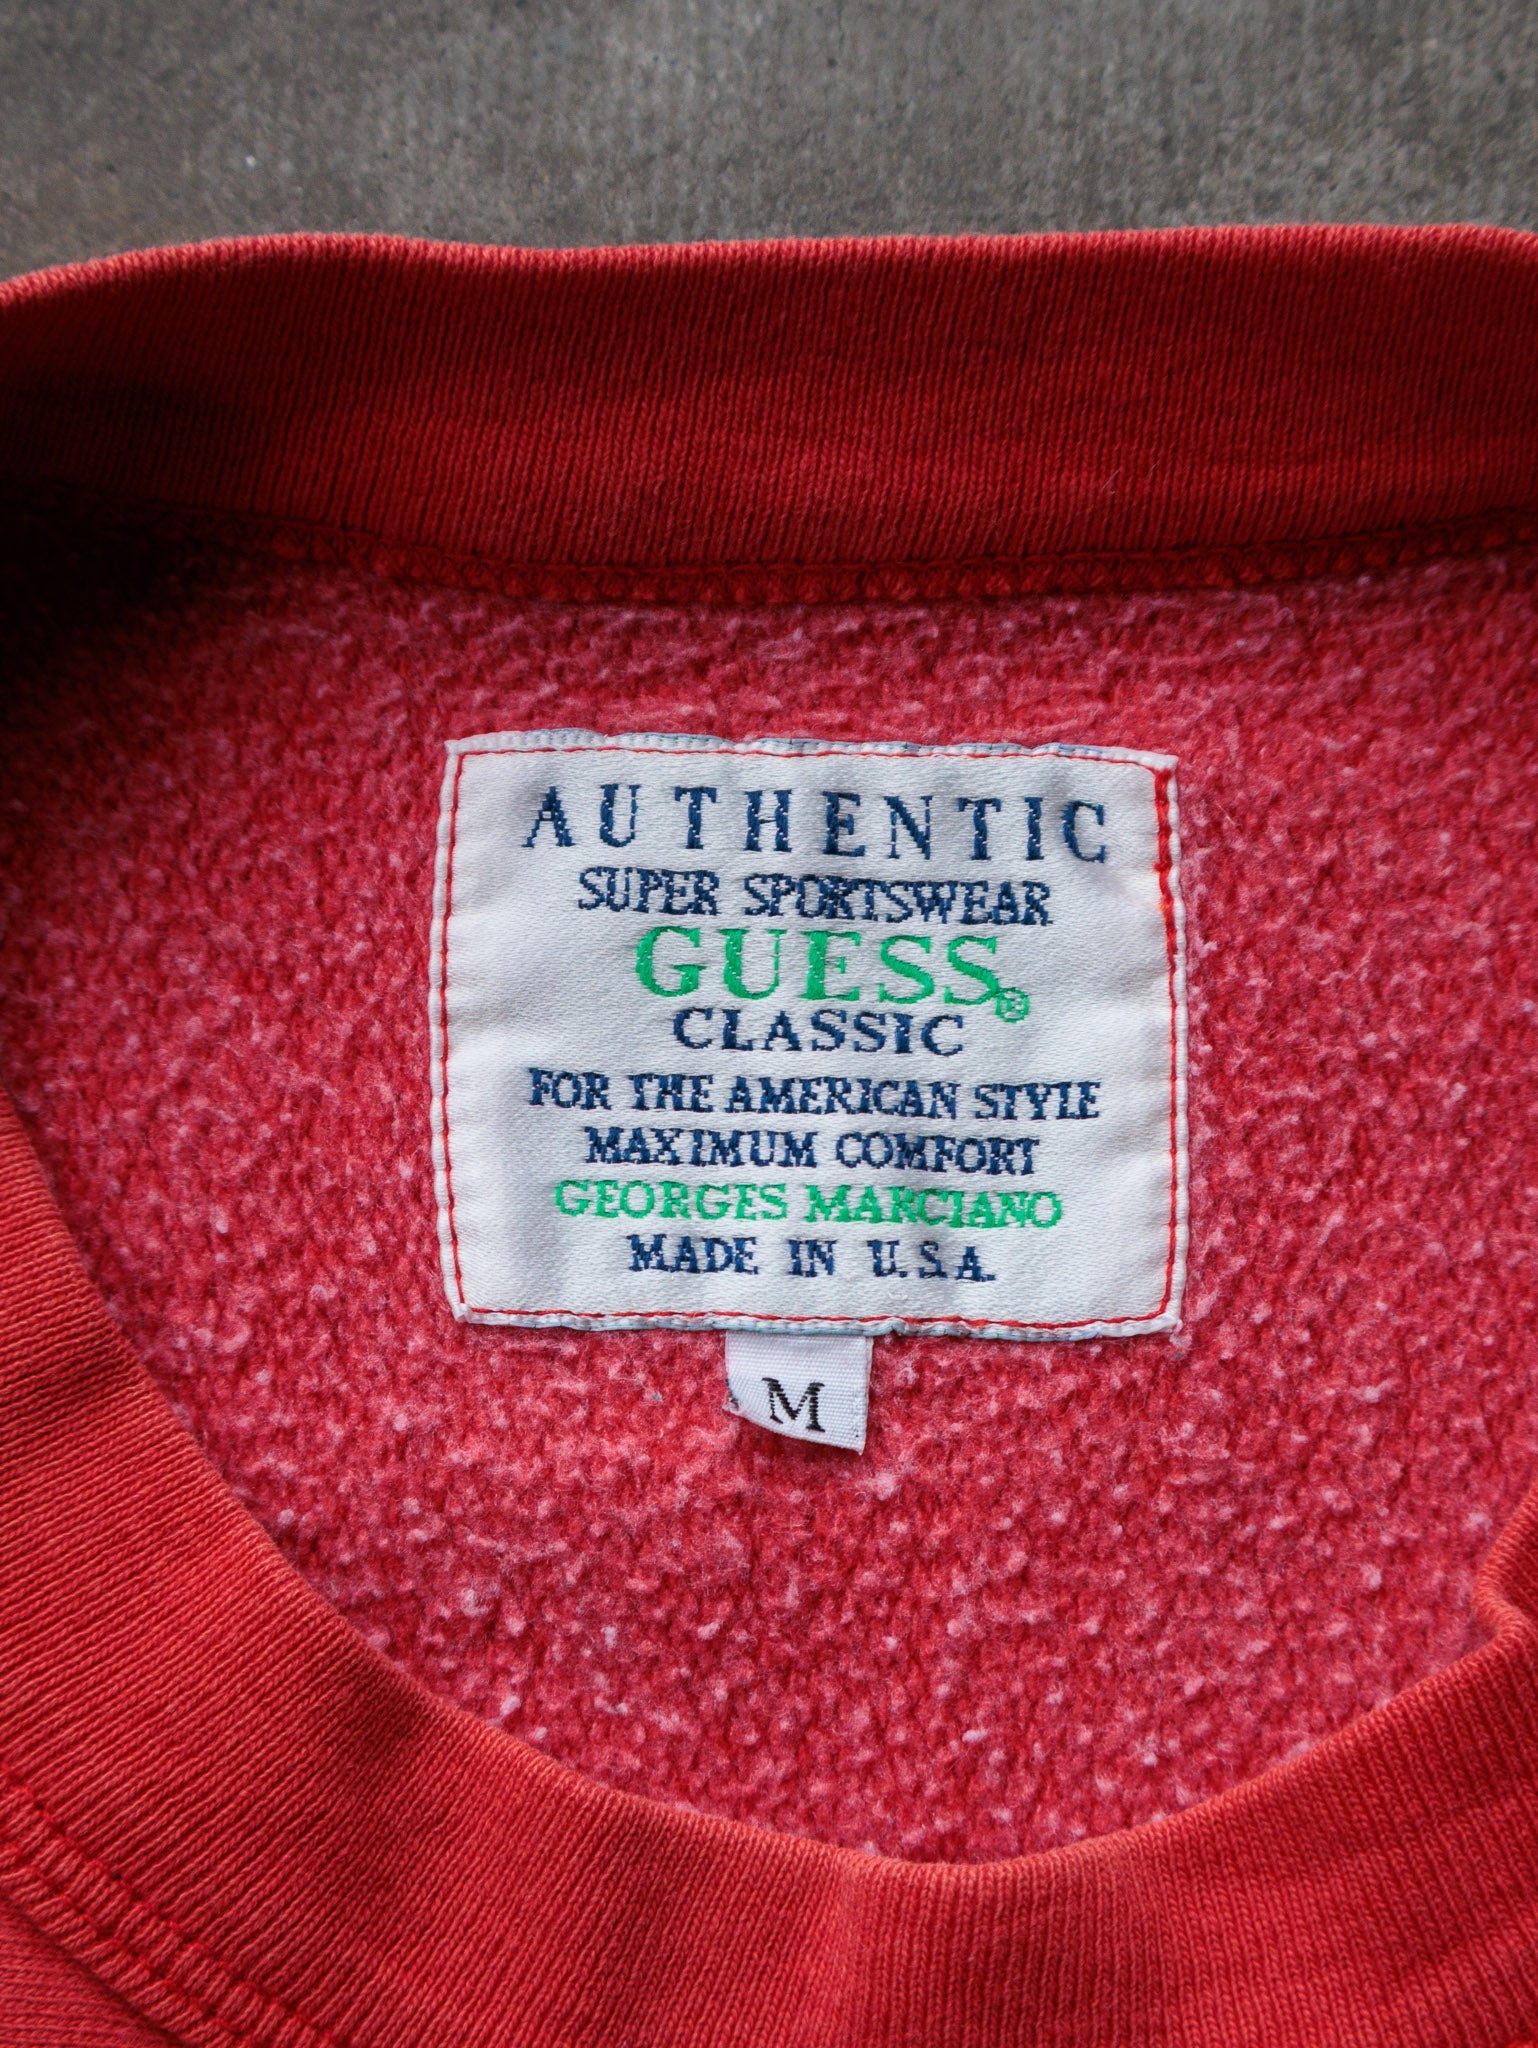 AUTHENTIC
SUPER SPORTSWEAR
GUESS®
CLASSIC
FOR THE AMERICAN STYLE
MAXIMUM COMFORT
GEORGES MARCIANO
MADE IN U.S.A.
M